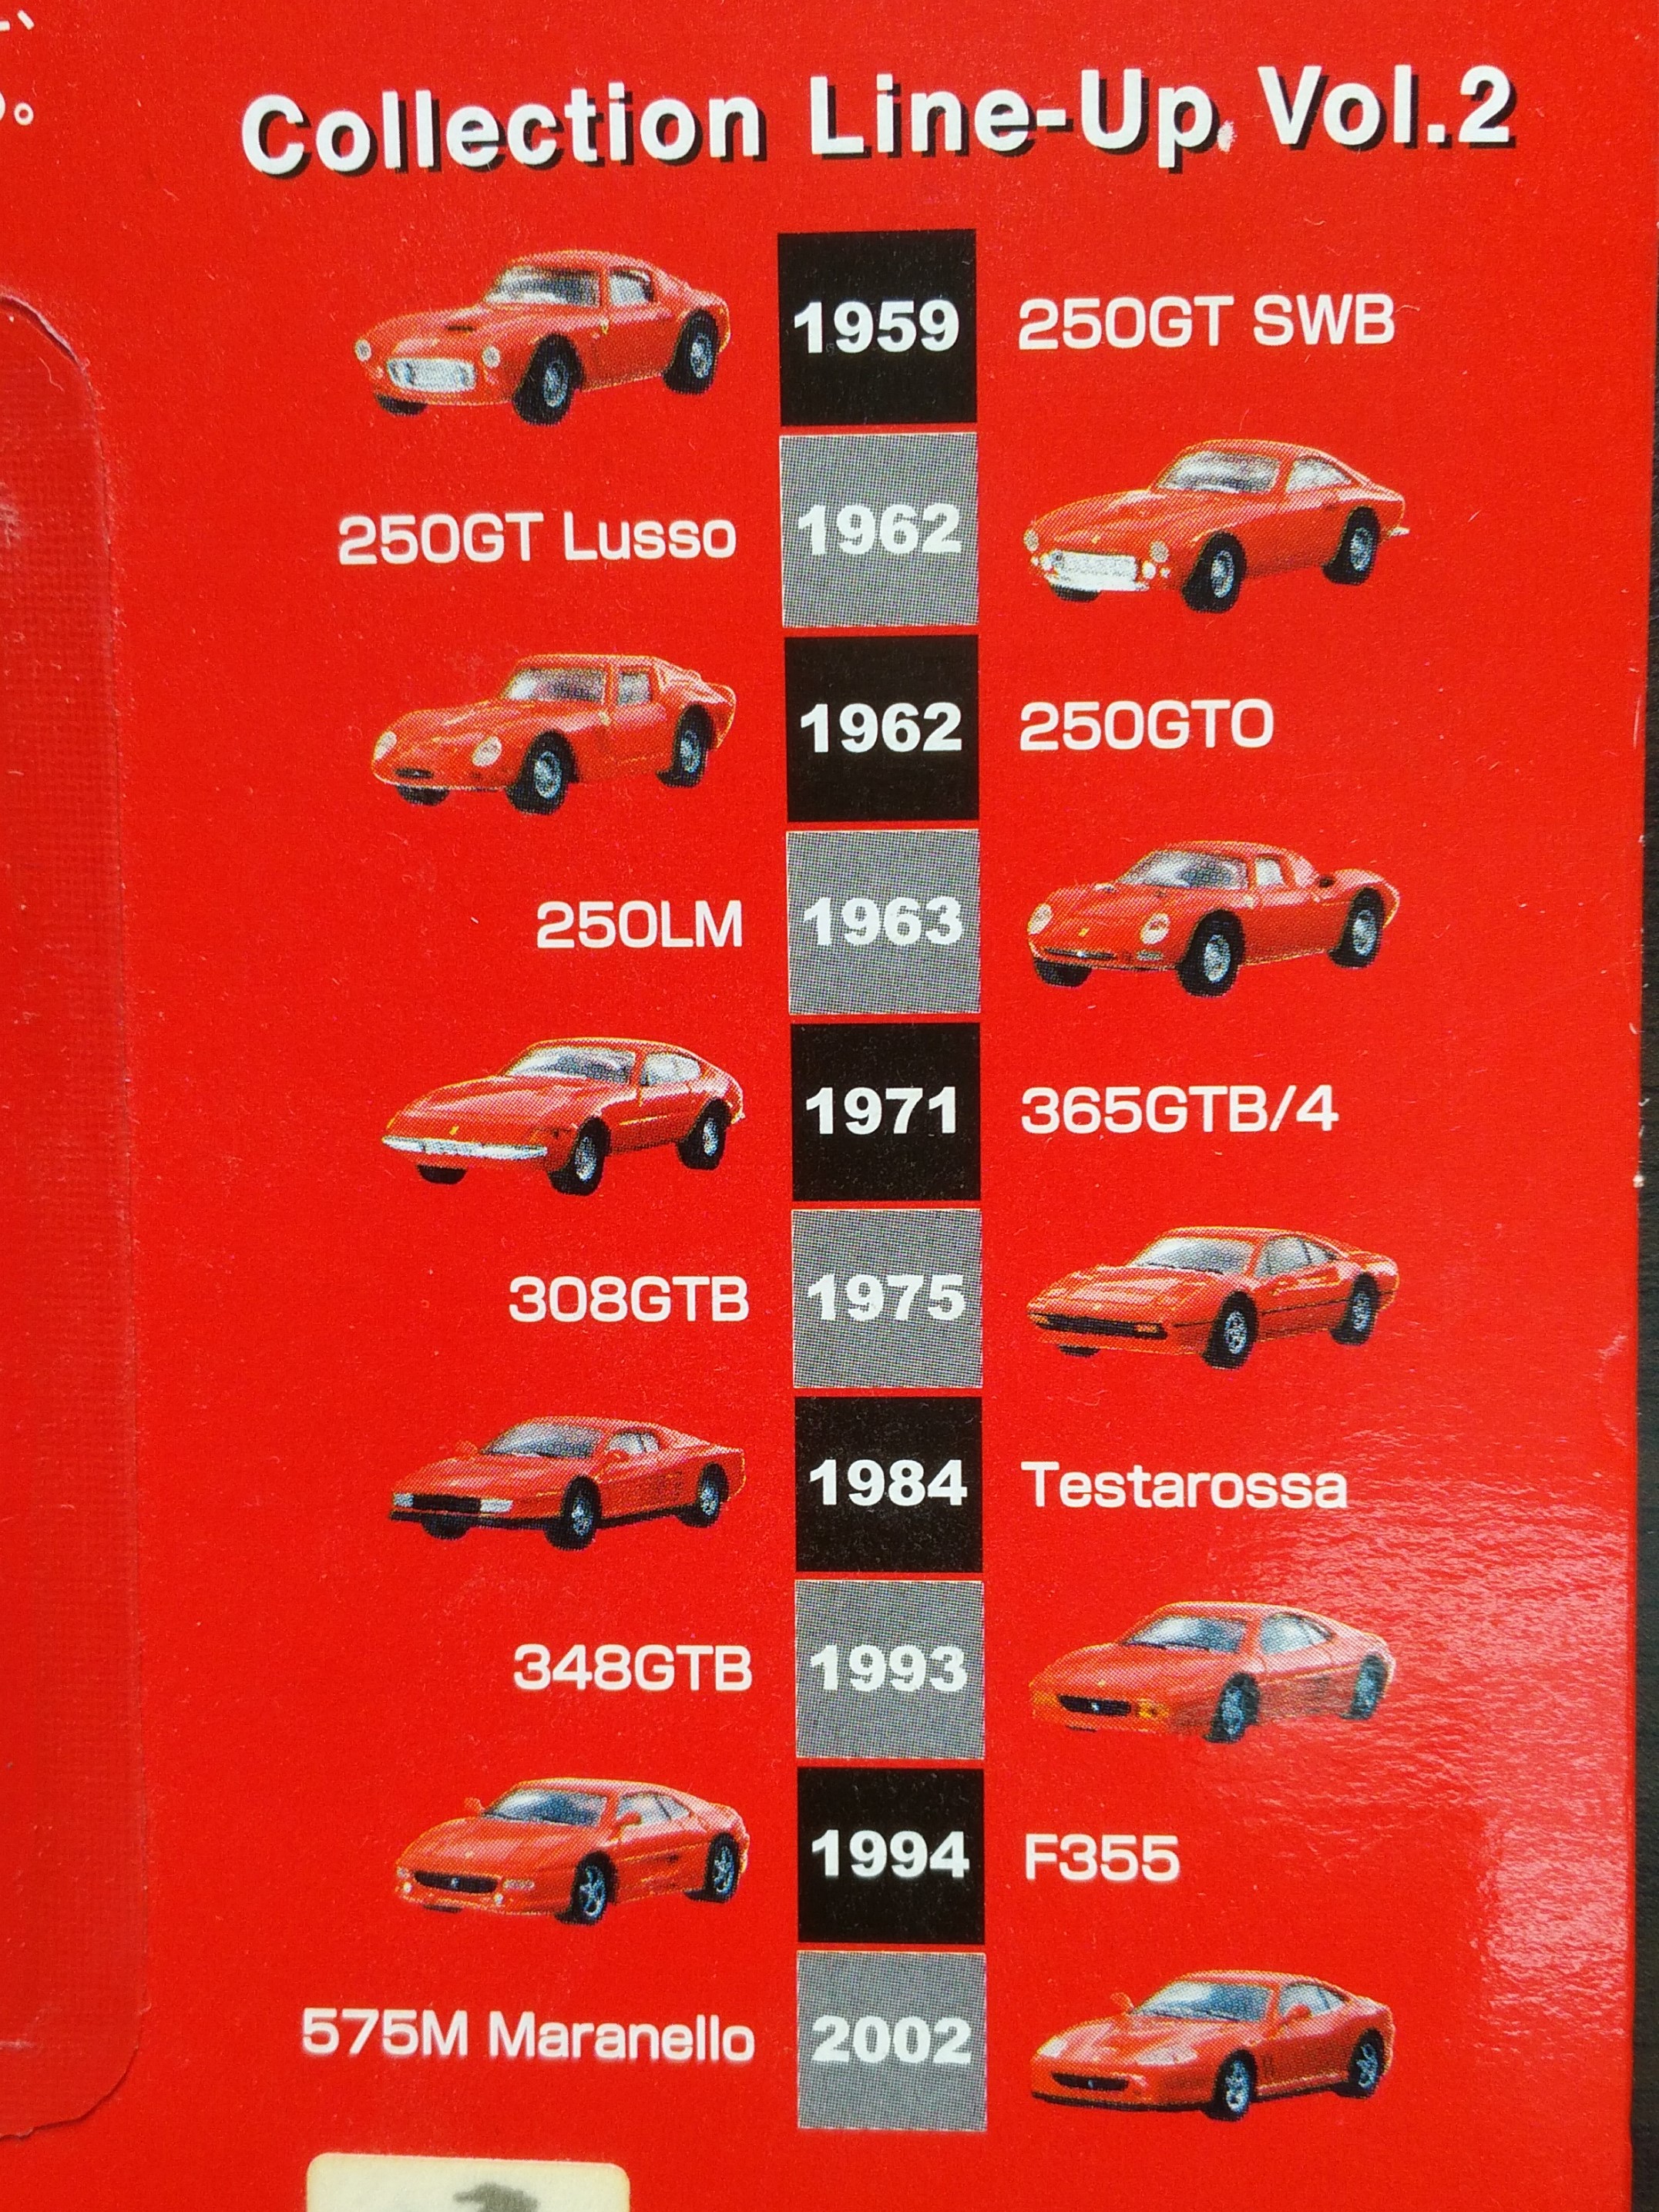 Collection Line-Up Vol.2
1959 250GT SWB
250GT Lusso 1962
1962 250GTO
250LM 1963
1971 365GTB/4
308GTB 1975
1984 Testarossa
348GTB 1993
1994 F355
575M Maranello 2002